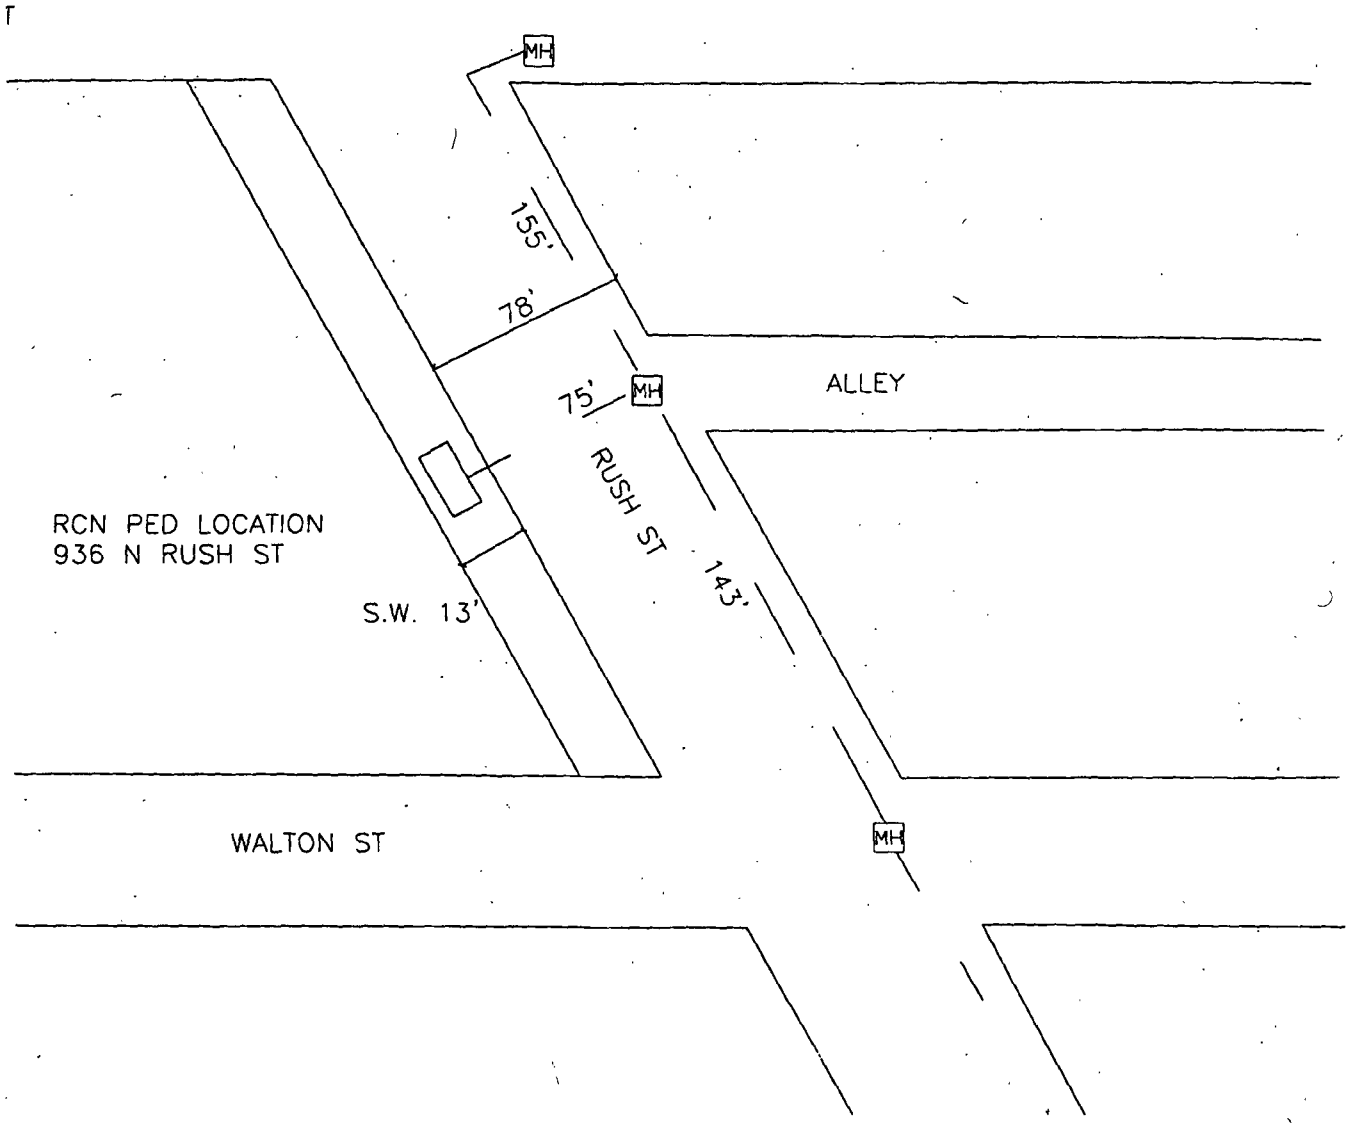 T
MH
155'
78'
75'
MH
ALLEY
RUSH ST
RCN PED LOCATION
936 N RUSH ST
143'
S.W. 13'
WALTON ST
MH